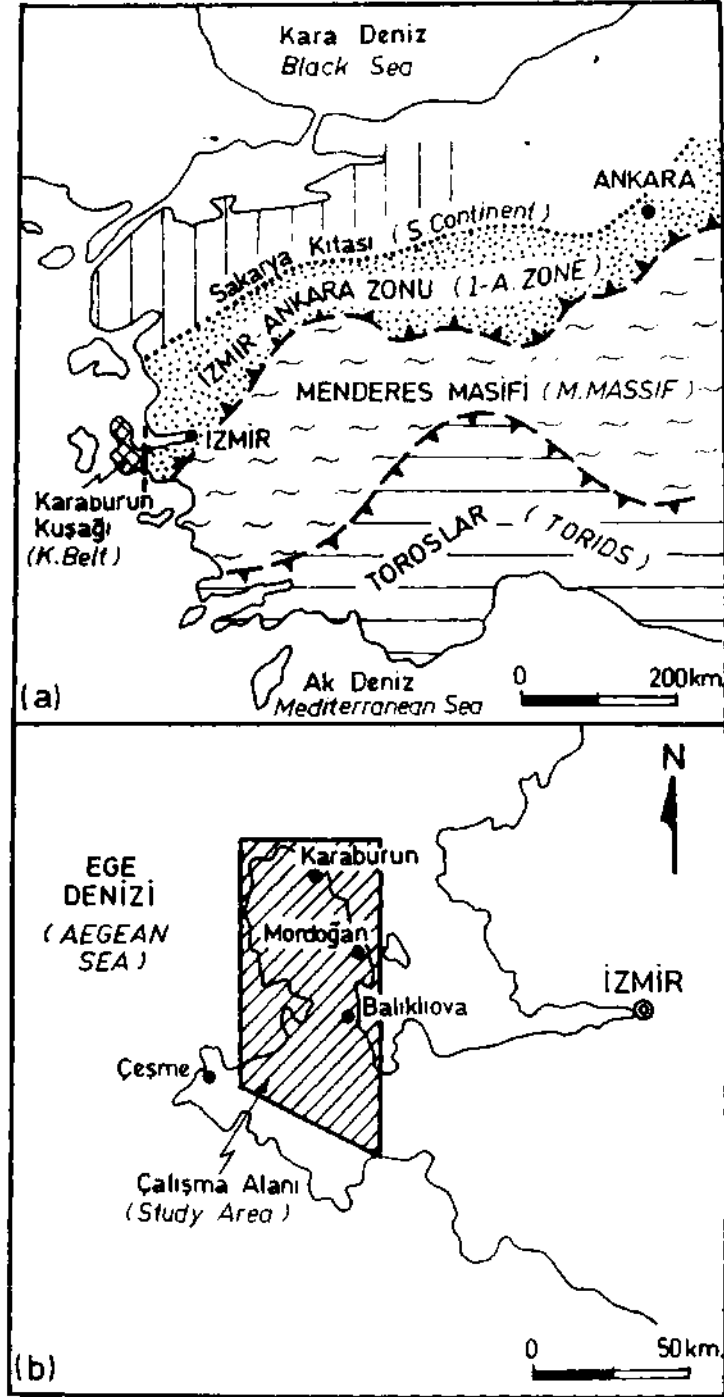 Kara Deniz
Black Sea
ANKARA
Sakarya Kıtası (S.Continent)
İZMİR ANKARA ZONU (I-A. ZONE)
MENDERES MASİFİ (M.MASSIF)
İZMİR
Karaburun
Kuşağı
(K.Belt)
TOROSLAR (TORIDS)
Ak Deniz
Mediterranean Sea
0 200km.
(a)
N
EGE
DENİZİ
(AEGEAN
SEA)
Karaburun
Mordoğan
Balıklıova
İZMİR
Çeşme
Çalışma Alanı
(Study Area)
0 50km.
(b)